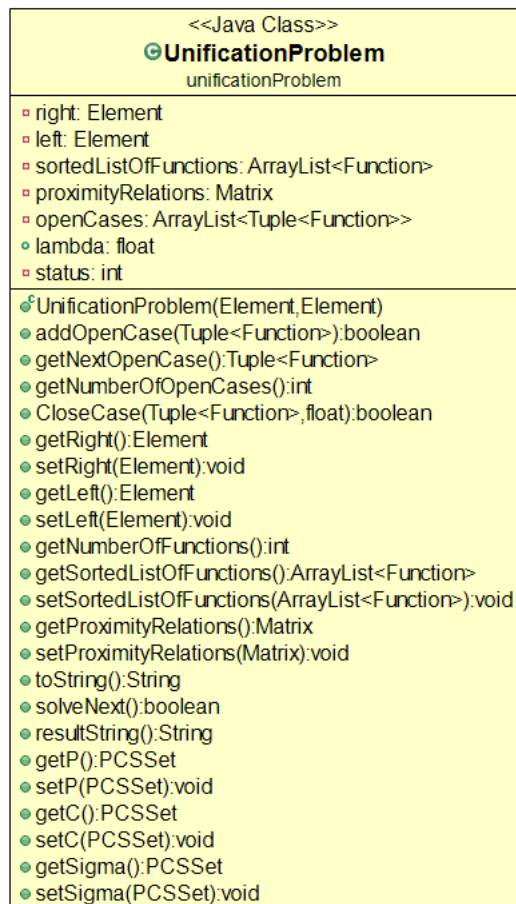 <<Java Class>>
UnificationProblem
unificationProblem
right: Element
left: Element
sortedListOfFunctions: ArrayList<Function>
proximityRelations: Matrix
openCases: ArrayList<Tuple<Function>>
lambda: float
status: int
UnificationProblem(Element,Element)
addOpenCase(Tuple<Function>):boolean
getNextOpenCase():Tuple<Function>
getNumberOfOpenCases():int
CloseCase(Tuple<Function>,float):boolean
getRight():Element
setRight(Element):void
getLeft():Element
setLeft(Element):void
getNumberOfFunctions():int
getSortedListOfFunctions():ArrayList<Function>
setSortedListOfFunctions(ArrayList<Function>):void
getProximityRelations():Matrix
setProximityRelations(Matrix):void
toString():String
solveNext():boolean
resultString():String
getP():PCSSet
setP(PCSSet):void
getC():PCSSet
setC(PCSSet):void
getSigma():PCSSet
setSigma(PCSSet):void